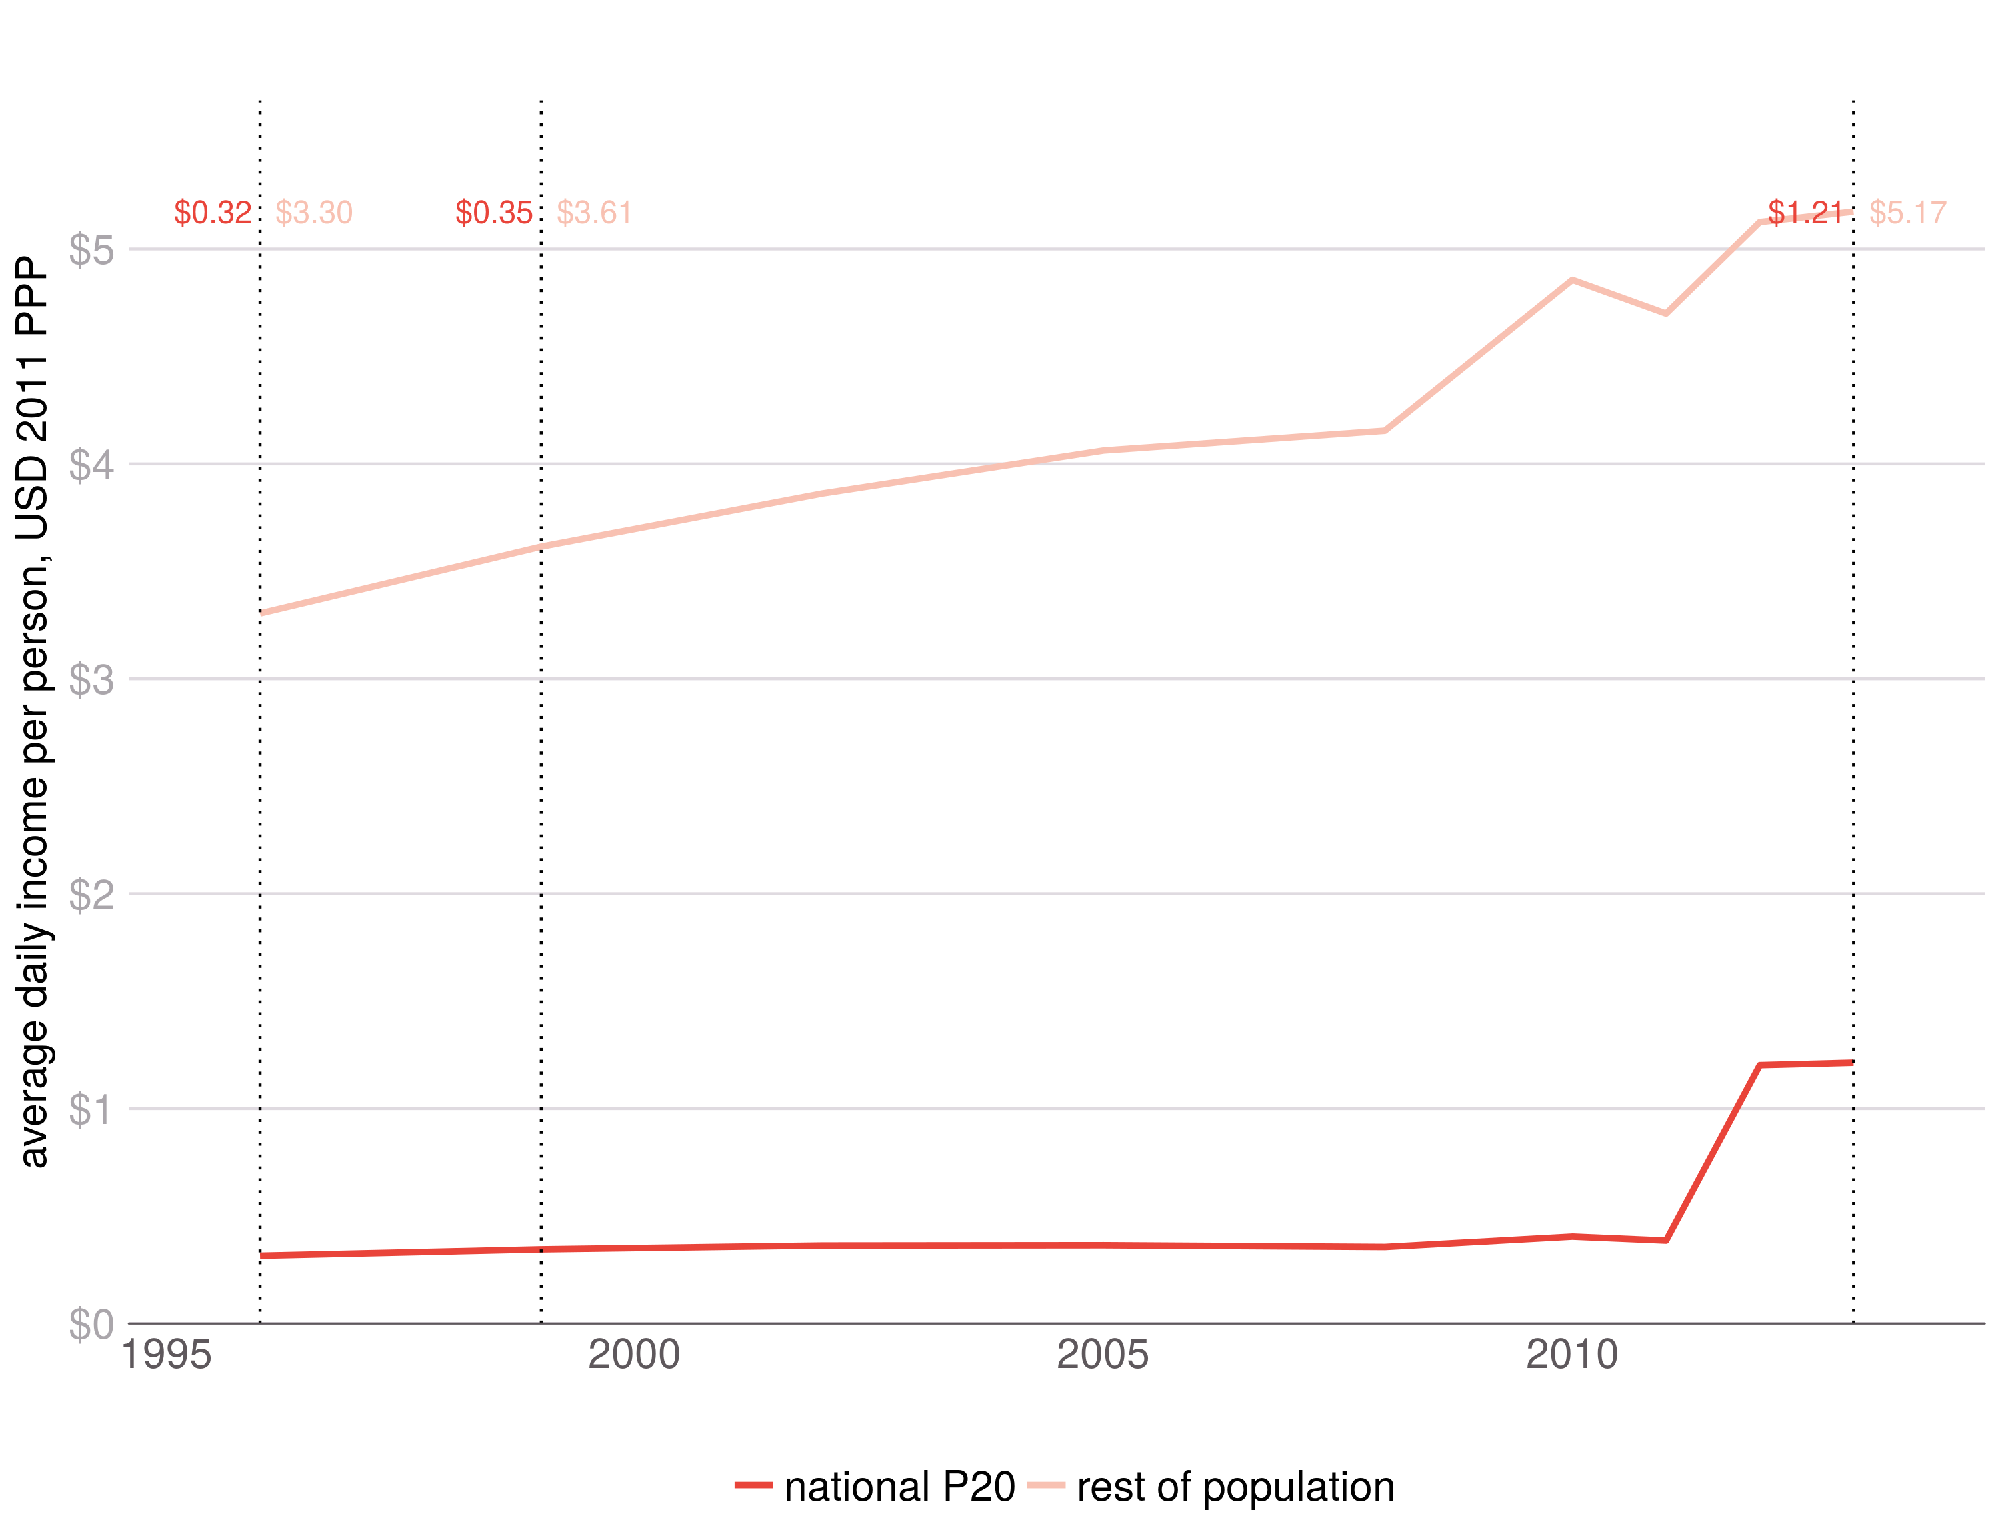 $0.32 $3.30 $0.35 $3.61 $1.21 $5.17
average daily income per person, USD 2011 PPP
$5
$4
$3
$2
$1
$0
1995 2000 2005 2010
national P20 rest of population